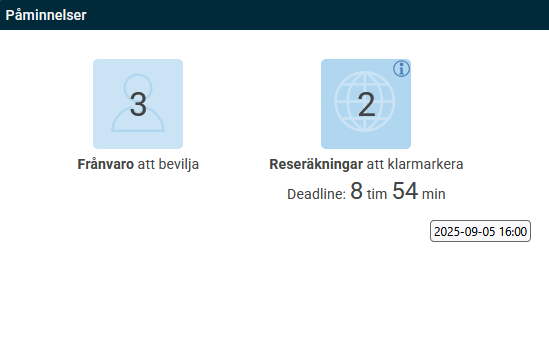 Påminnelser
3
2
Frånvaro att bevilja
Reseräkningar att klarmarkera
Deadline: 8 tim 54 min
2025-09-05 16:00